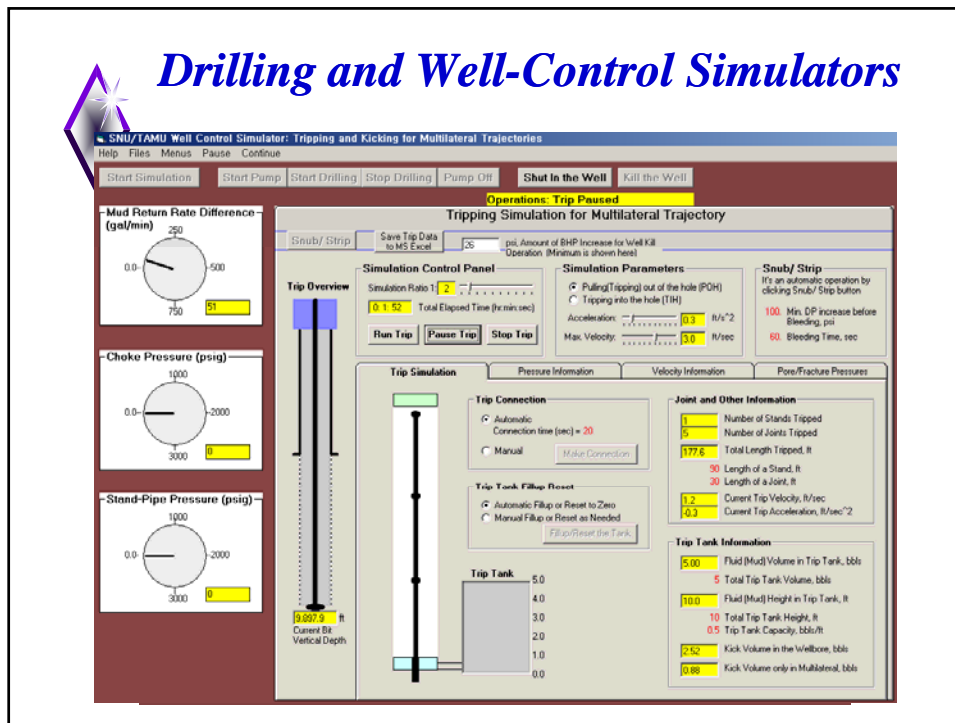 Drilling and Well-Control Simulators
SNU/TAMU Well Control Simulator: Tripping and Kicking for Multilateral Trajectories
Help Files Menus Pause Continue
Start Simulation Start Pump Start Drilling Stop Drilling Pump Off Shut In the Well Kill the Well
Operations: Trip Paused
Mud Return Rate Difference
(gal/min)
250
0.0
500
750
51
Choke Pressure (psig)
1000
0.0
2000
3000
0
Stand-Pipe Pressure (psig)
1000
0.0
2000
3000
0
Tripping Simulation for Multilateral Trajectory
Snub/ Strip
Save Trip Data
to MS Excel
26 psi, Amount of BHP Increase for Well Kill
Operation (Minimum is shown here)
Trip Overview
9,897.9 ft
Current Bit
Vertical Depth
Simulation Control Panel
Simulation Ratio 1: 2
0: 1: 52 Total Elapsed Time (hr:min:sec)
Run Trip Pause Trip Stop Trip
Simulation Parameters
Pulling(Tripping) out of the hole (POH)
Tripping into the hole (TIH)
Acceleration: 0.3 ft/s^2
Max. Velocity: 3.0 ft/sec
Snub/ Strip
It's an automatic operation by
clicking Snub/ Strip button
100. Min. DP increase before
Bleeding, psi
60. Bleeding Time, sec
Trip Simulation Pressure Information Velocity Information Pore/Fracture Pressures
Trip Connection
Automatic
Connection time (sec) = 20
Manual Make Connection
Trip Tank Fillup Reset
Automatic Fillup or Reset to Zero
Manual Fillup or Reset as Needed
Fillup/Reset the Tank
Trip Tank
5.0
4.0
3.0
2.0
1.0
0.0
Joint and Other Information
1 Number of Stands Tripped
5 Number of Joints Tripped
177.6 Total Length Tripped, ft
90 Length of a Stand, ft
30 Length of a Joint, ft
1.2 Current Trip Velocity, ft/sec
-0.3 Current Trip Acceleration, ft/sec^2
Trip Tank Information
5.00 Fluid (Mud) Volume in Trip Tank, bbls
5 Total Trip Tank Volume, bbls
10.0 Fluid (Mud) Height in Trip Tank, ft
10 Total Trip Tank Height, ft
0.5 Trip Tank Capacity, bbls/ft
2.52 Kick Volume in the Wellbore, bbls
0.88 Kick Volume only in Multilateral, bbls